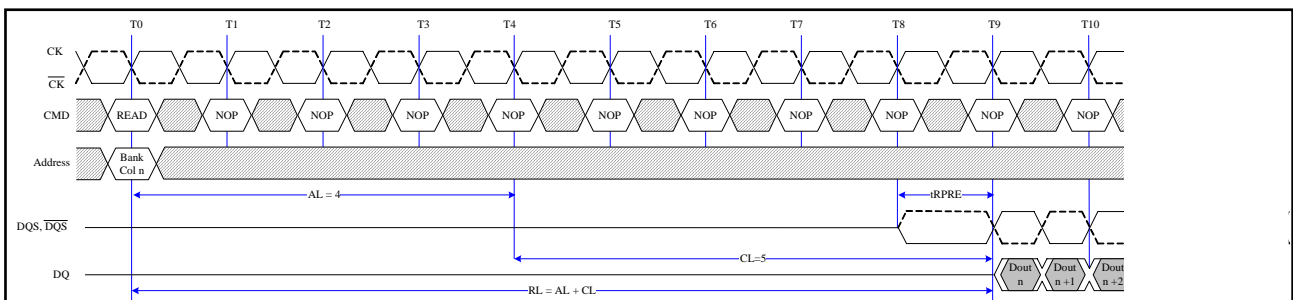 T0 T1 T2 T3 T4 T5 T6 T7 T8 T9 T10
CK
CK
CMD READ NOP NOP NOP NOP NOP NOP NOP NOP NOP NOP
Address Bank
Col n
AL = 4 tRPRE
DQS, DQS
CL=5
DQ Dout Dout Dout
n n +1 n +2
RL = AL + CL